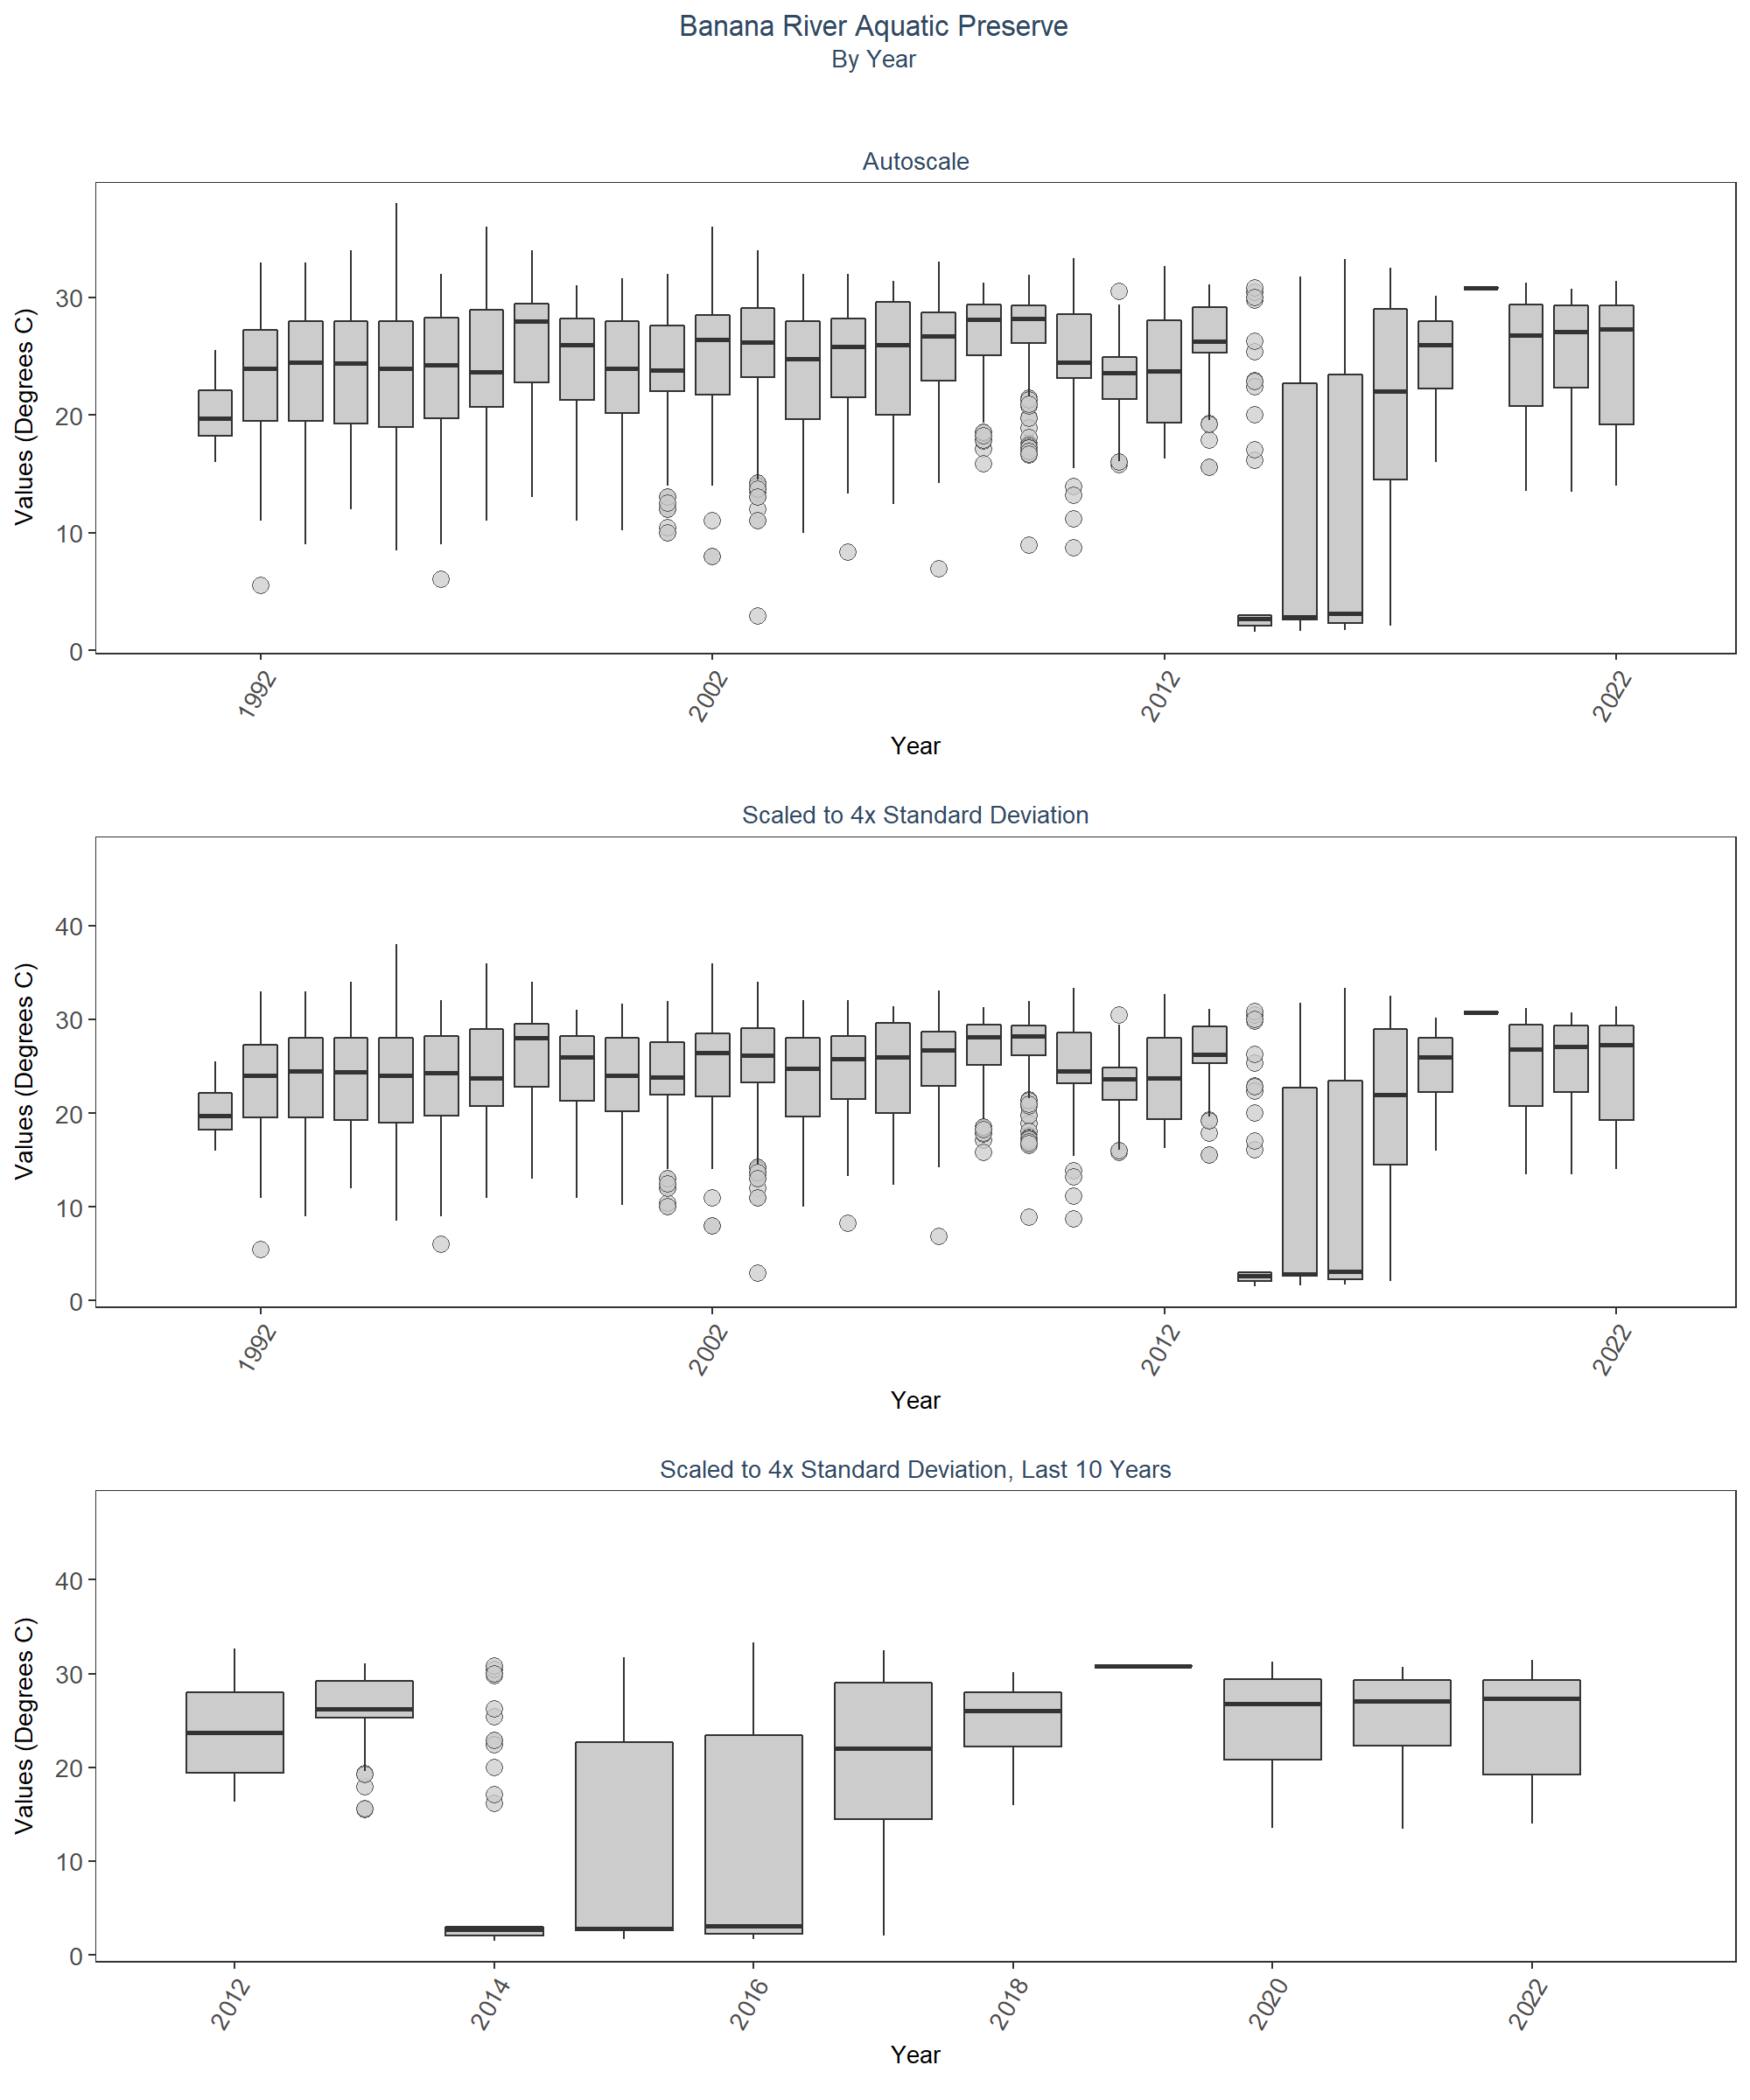 Banana River Aquatic Preserve
By Year
Autoscale
Values (Degrees C)
30
20
10
0
1992
2002
2012
2022
Year
Scaled to 4x Standard Deviation
Values (Degrees C)
40
30
20
10
0
1992
2002
2012
2022
Year
Scaled to 4x Standard Deviation, Last 10 Years
Values (Degrees C)
40
30
20
10
0
2012
2014
2016
2018
2020
2022
Year